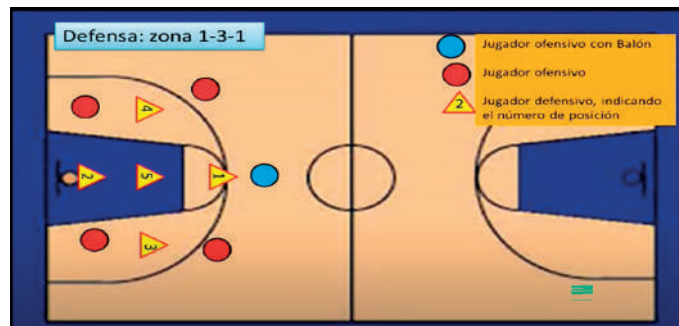 Defensa: zona 1-3-1
Jugador ofensivo con Balón
Jugador ofensivo
2
Jugador defensivo, indicando
el número de posición
4
2
5
1
3